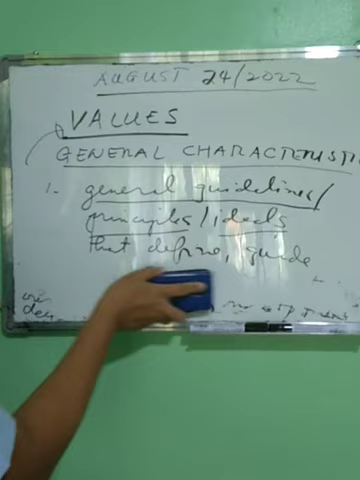 AUGUST 24/2022
VALUES
GENERAL CHARACTERISTI
1. general guidelines/
principles/ideals
that define, guide